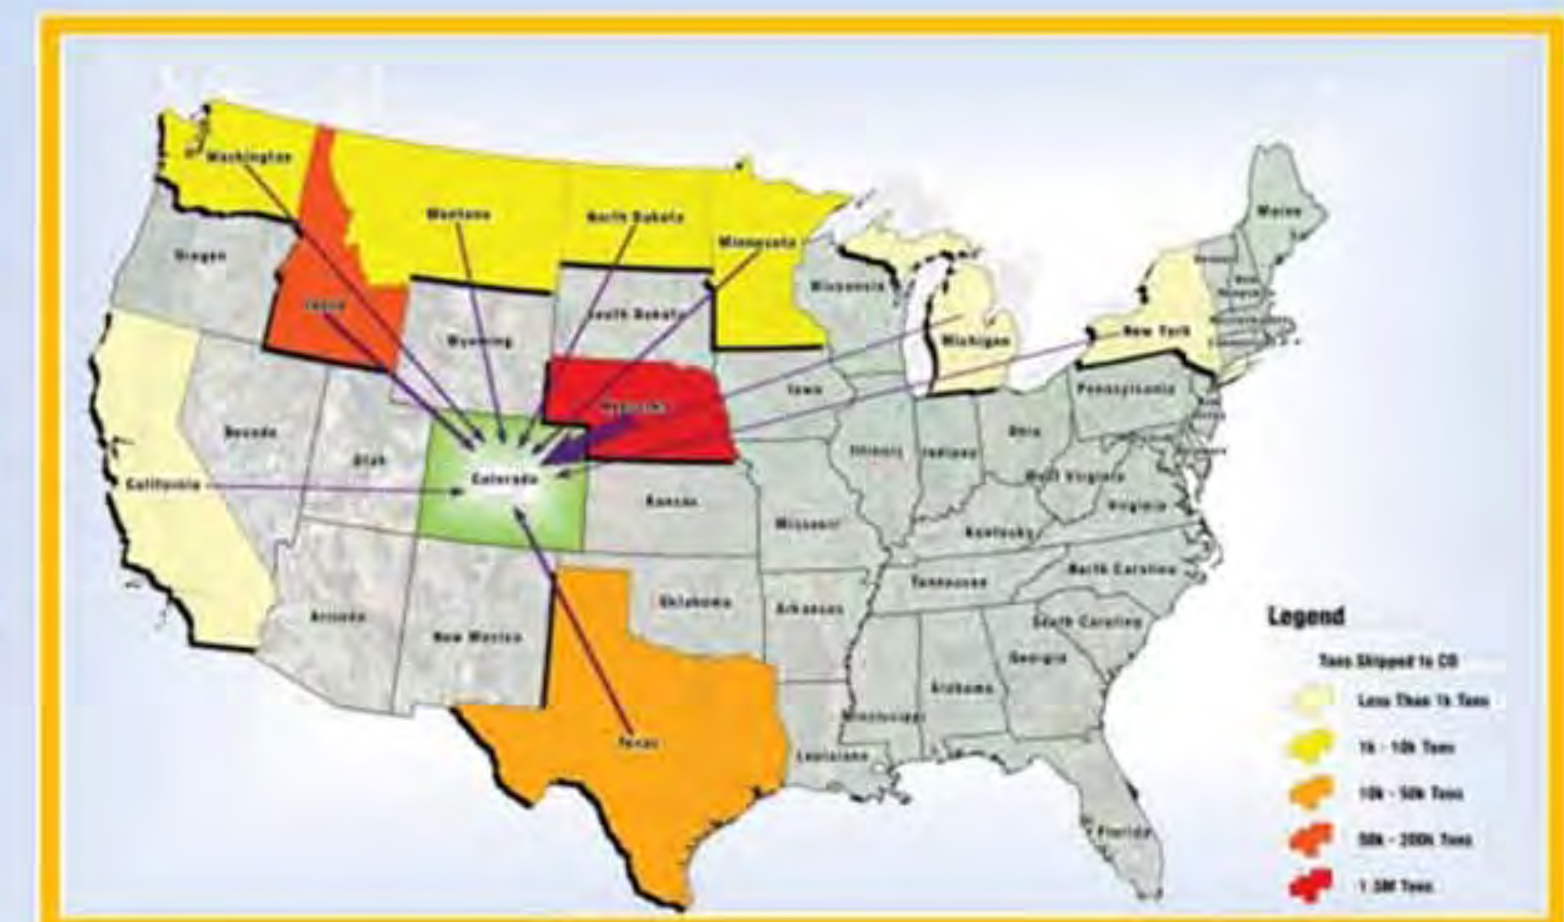 Washington
Montana
North Dakota
Minnesota
Maine
Oregon
Idaho
Wisconsin
South Dakota
Wyoming
Michigan
New York
Iowa
Pennsylvania
Nebraska
Nevada
Utah
Colorado
Illinois
Indiana
Ohio
West Virginia
Virginia
California
Kansas
Missouri
Kentucky
Arizona
New Mexico
Oklahoma
Arkansas
Tennessee
North Carolina
South Carolina
Georgia
Alabama
Mississippi
Louisiana
Texas
Florida
Legend
Tons Shipped to CO
Less Than 1k Tons
1k - 10k Tons
10k - 50k Tons
50k - 200k Tons
1.5M Tons